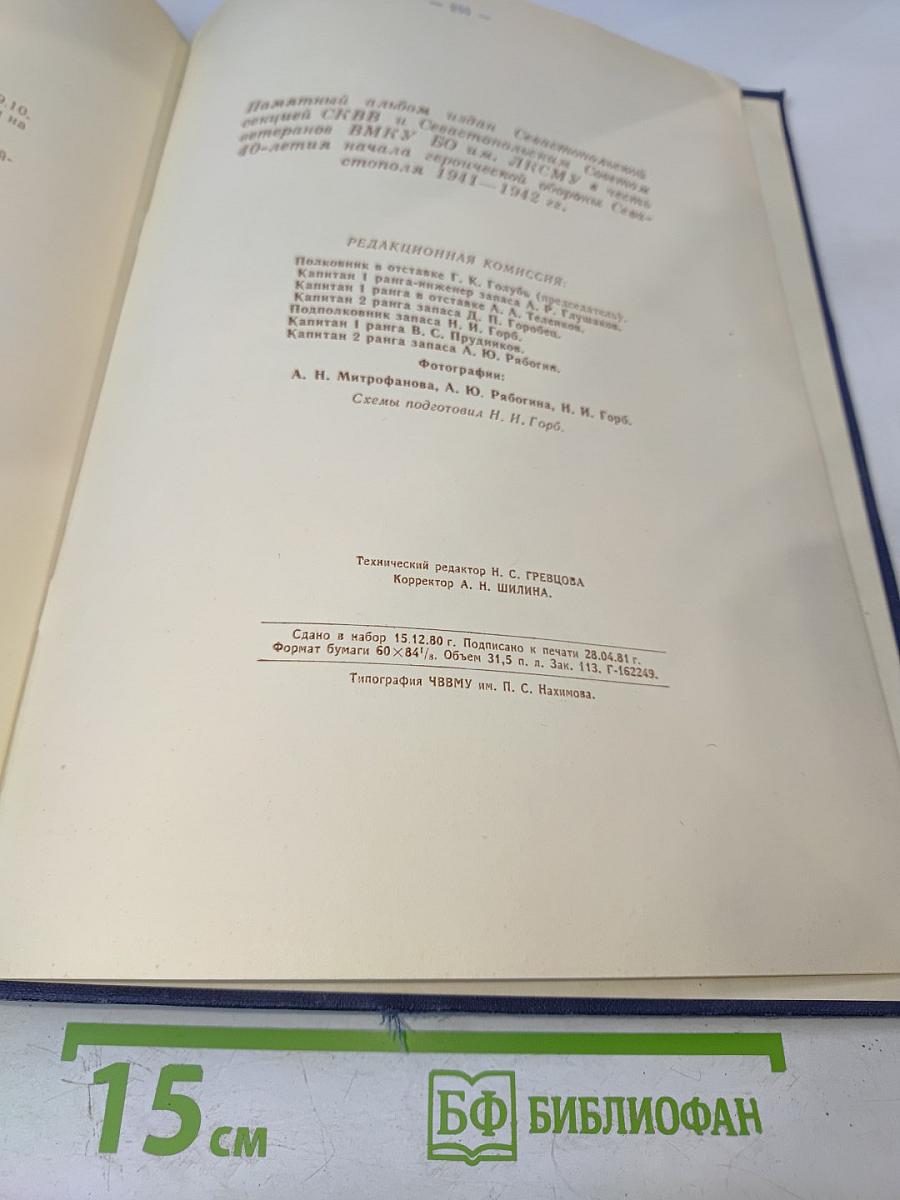 9.10.
на
Памятный альбом издан Севастопольской
секцией СКВВ и Севастопольским Советом
ветеранов ВМКУ БО им. ЛКСМУ в честь
40-летия начала героической обороны Сева-
стополя 1941—1942 гг.
РЕДАКЦИОННАЯ КОМИССИЯ:
Полковник в отставке Г. К. Голубь (председатель).
Капитан 1 ранга-инженер запаса А. Р. Глушаков.
Капитан 1 ранга в отставке А. А. Теленков.
Капитан 2 ранга запаса Д. П. Горобец.
Подполковник запаса Н. И. Горб.
Капитан 1 ранга В. С. Прудников.
Капитан 2 ранга запаса А. Ю. Рябогин.
Фотографии:
А. Н. Митрофанова, А. Ю. Рябогина, Н. И. Горб.
Схемы подготовил Н. И. Горб.
Технический редактор Н. С. ГРЕВЦОВА
Корректор А. Н. ШИЛИНА.
Сдано в набор 15.12.80 г. Подписано к печати 28.04.81 г.
Формат бумаги 60×84¹/₈. Объем 31,5 п. л. Зак. 113. Г-162249.
Типография ЧВВМУ им. П. С. Нахимова.
15 см
БФ БИБЛИОФАН